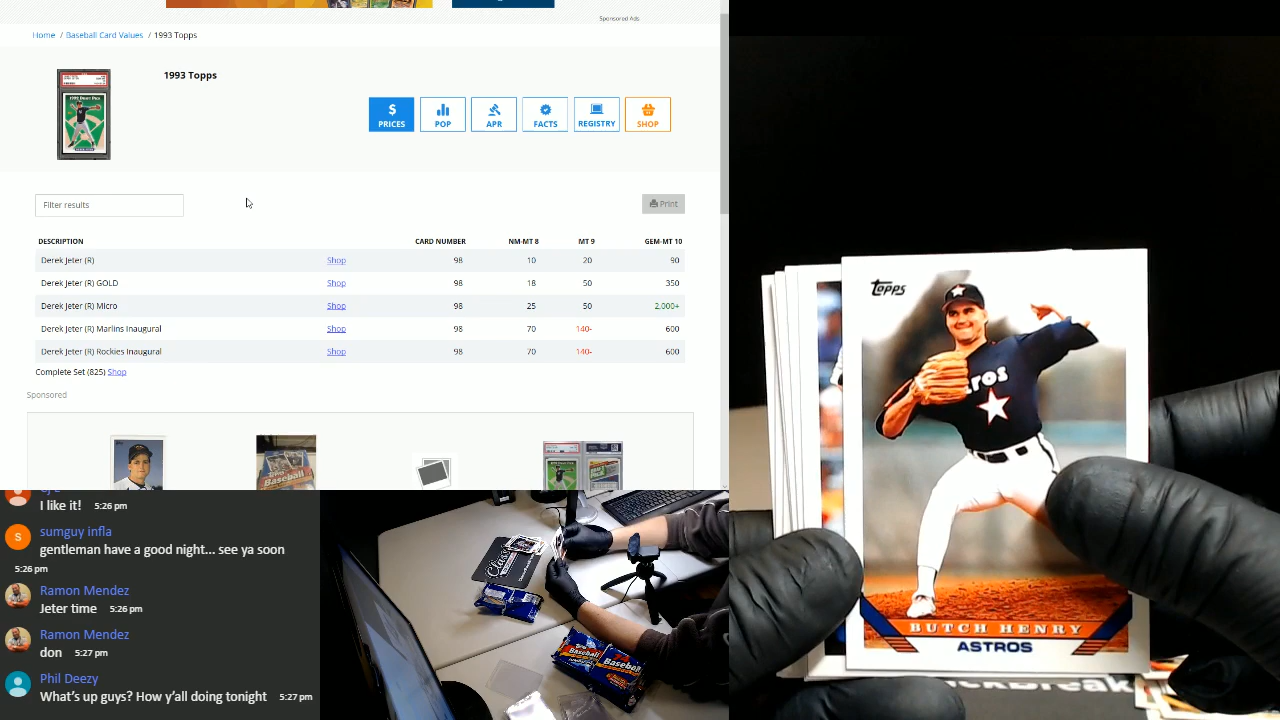 Sponsored Ads
Home / Baseball Card Values / 1993 Topps
1993 Topps
PRICES
POP
APR
FACTS
REGISTRY
SHOP
Filter results
Print
DESCRIPTION CARD NUMBER NM-MT 8 MT 9 GEM-MT 10
Derek Jeter (R) Shop 98 10 20 90
Derek Jeter (R) GOLD Shop 98 18 50 350
Derek Jeter (R) Micro Shop 98 25 50 2,000+
Derek Jeter (R) Marlins Inaugural Shop 98 70 140- 600
Derek Jeter (R) Rockies Inaugural Shop 98 70 140- 600
Complete Set (825) Shop
Sponsored
I like it! 5:26 pm
sumguy infla
gentleman have a good night... see ya soon
5:26 pm
Ramon Mendez
Jeter time 5:26 pm
Ramon Mendez
don 5:27 pm
Phil Deezy
What's up guys? How y'all doing tonight 5:27 pm
Topps
BUTCH HENRY
ASTROS
Baseball
Baseball